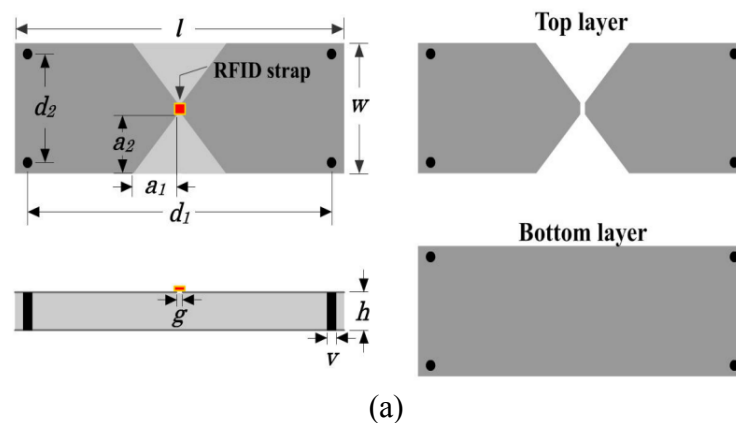 l
Top layer
RFID strap
d2
w
a2
a1
d1
Bottom layer
g
h
v
(a)